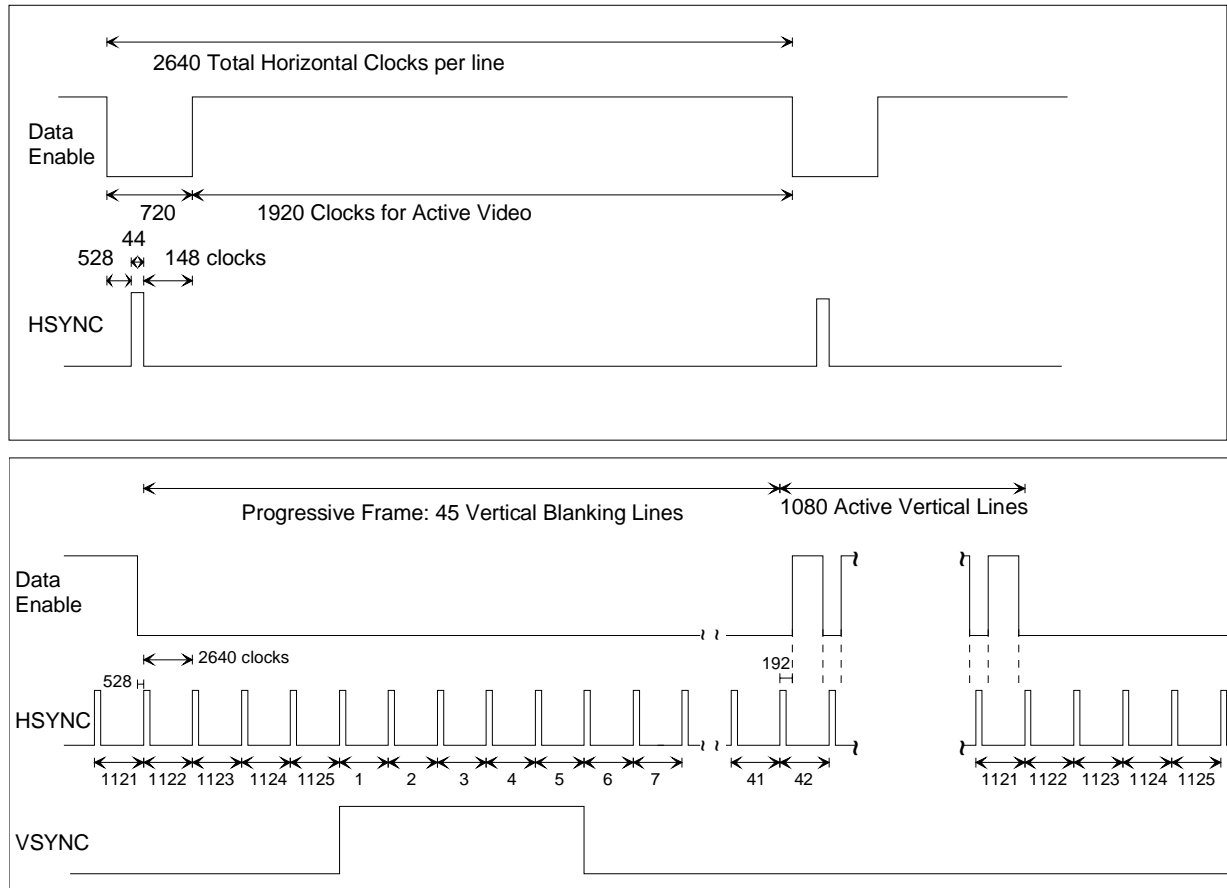 2640 Total Horizontal Clocks per line
Data
Enable
720
1920 Clocks for Active Video
44
528
148 clocks
HSYNC
Progressive Frame: 45 Vertical Blanking Lines
1080 Active Vertical Lines
Data
Enable
2640 clocks
192
528
HSYNC
1121 1122 1123 1124 1125 1 2 3 4 5 6 7 41 42 1121 1122 1123 1124 1125
VSYNC